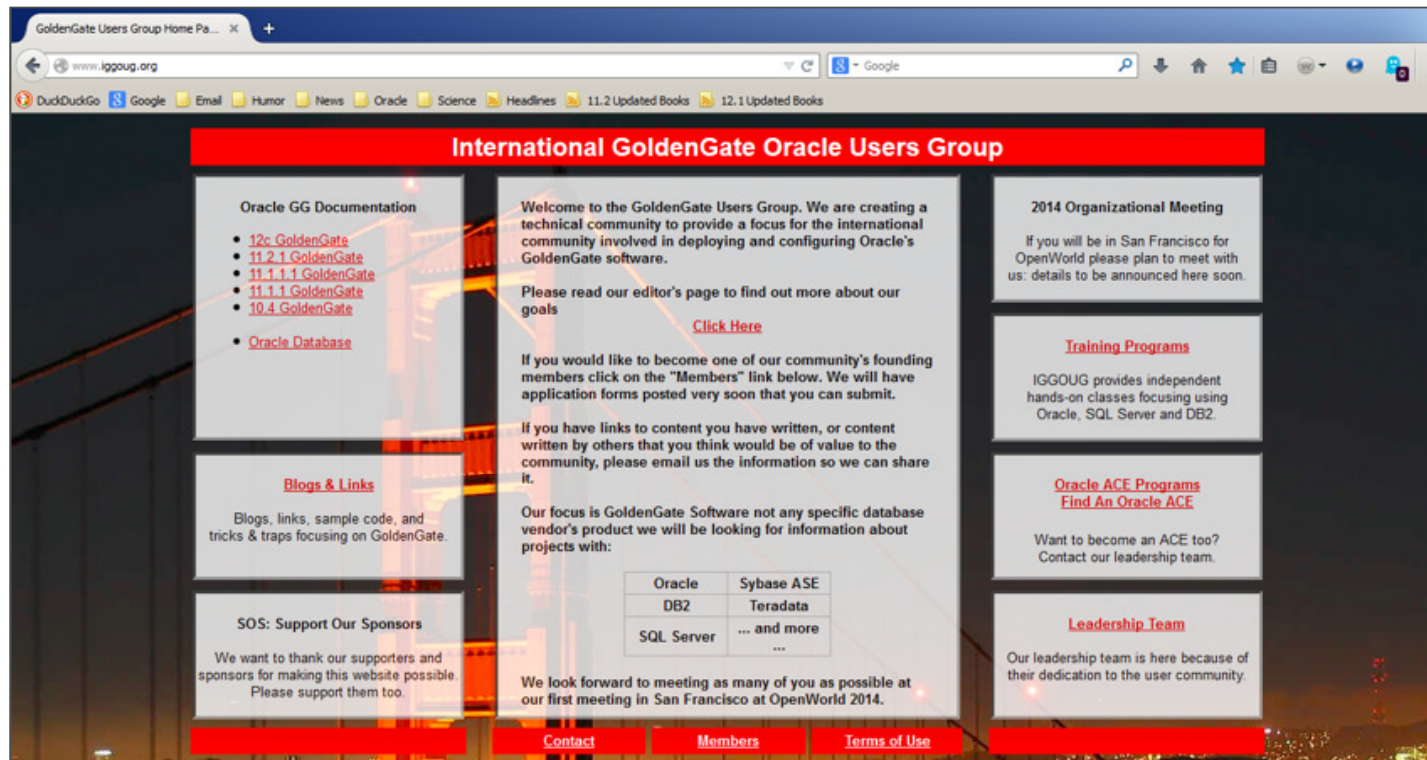 GoldenGate Users Group Home Pa...
www.iggoug.org
Google
DuckDuckGo Google Email Humor News Oracle Science Headlines 11.2 Updated Books 12.1 Updated Books
International GoldenGate Oracle Users Group
Oracle GG Documentation
12c GoldenGate
11.2.1 GoldenGate
11.1.1.1 GoldenGate
11.1.1 GoldenGate
10.4 GoldenGate
Oracle Database
Blogs & Links
Blogs, links, sample code, and
tricks & traps focusing on GoldenGate.
SOS: Support Our Sponsors
We want to thank our supporters and
sponsors for making this website possible.
Please support them too.
Welcome to the GoldenGate Users Group. We are creating a
technical community to provide a focus for the international
community involved in deploying and configuring Oracle's
GoldenGate software.
Please read our editor's page to find out more about our
goals
Click Here
If you would like to become one of our community's founding
members click on the "Members" link below. We will have
application forms posted very soon that you can submit.
If you have links to content you have written, or content
written by others that you think would be of value to the
community, please email us the information so we can share
it.
Our focus is GoldenGate Software not any specific database
vendor's product we will be looking for information about
projects with:
Oracle Sybase ASE
DB2 Teradata
SQL Server ... and more
...
We look forward to meeting as many of you as possible at
our first meeting in San Francisco at OpenWorld 2014.
2014 Organizational Meeting
If you will be in San Francisco for
OpenWorld please plan to meet with
us: details to be announced here soon.
Training Programs
IGGOUG provides independent
hands-on classes focusing using
Oracle, SQL Server and DB2.
Oracle ACE Programs
Find An Oracle ACE
Want to become an ACE too?
Contact our leadership team.
Leadership Team
Our leadership team is here because of
their dedication to the user community.
Contact Members Terms of Use